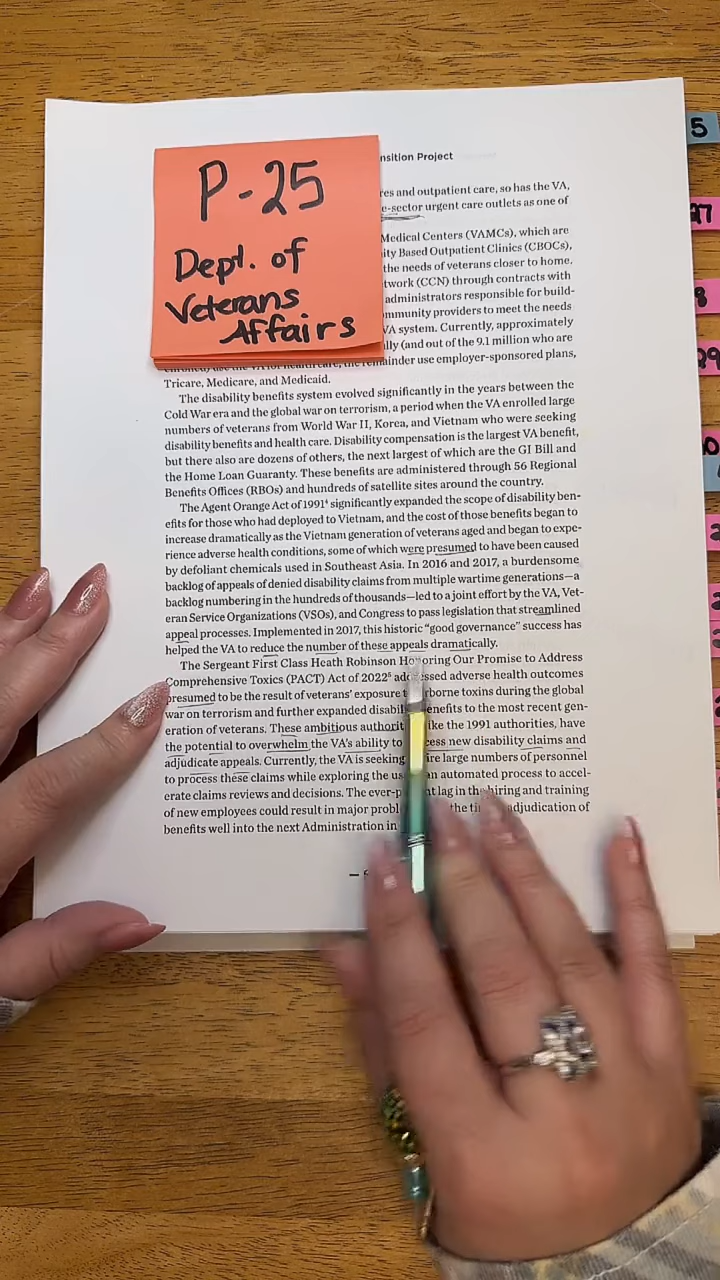 P-25
Dept. of
Veterans
Affairs
nsition Project
res and outpatient care, so has the VA,
e-sector urgent care outlets as one of
Medical Centers (VAMCs), which are
ity Based Outpatient Clinics (CBOCs),
the needs of veterans closer to home.
twork (CCN) through contracts with
administrators responsible for build-
mmunity providers to meet the needs
VA system. Currently, approximately
lly (and out of the 9.1 million who are
the remainder use employer-sponsored plans,
Tricare, Medicare, and Medicaid.
The disability benefits system evolved significantly in the years between the
Cold War era and the global war on terrorism, a period when the VA enrolled large
numbers of veterans from World War II, Korea, and Vietnam who were seeking
disability benefits and health care. Disability compensation is the largest VA benefit,
but there also are dozens of others, the next largest of which are the GI Bill and
the Home Loan Guaranty. These benefits are administered through 56 Regional
Benefits Offices (RBOs) and hundreds of satellite sites around the country.
The Agent Orange Act of 1991⁴ significantly expanded the scope of disability ben-
efits for those who had deployed to Vietnam, and the cost of those benefits began to
increase dramatically as the Vietnam generation of veterans aged and began to expe-
rience adverse health conditions, some of which were presumed to have been caused
by defoliant chemicals used in Southeast Asia. In 2016 and 2017, a burdensome
backlog of appeals of denied disability claims from multiple wartime generations—a
backlog numbering in the hundreds of thousands—led to a joint effort by the VA, Vet-
eran Service Organizations (VSOs), and Congress to pass legislation that streamlined
appeal processes. Implemented in 2017, this historic “good governance” success has
helped the VA to reduce the number of these appeals dramatically.
The Sergeant First Class Heath Robinson Honoring Our Promise to Address
Comprehensive Toxics (PACT) Act of 2022⁵ addressed adverse health outcomes
presumed to be the result of veterans’ exposure t rborne toxins during the global
war on terrorism and further expanded disabil enefits to the most recent gen-
eration of veterans. These ambitious authorit ike the 1991 authorities, have
the potential to overwhelm the VA’s ability to cess new disability claims and
adjudicate appeals. Currently, the VA is seeking ire large numbers of personnel
to process these claims while exploring the us an automated process to accel-
erate claims reviews and decisions. The ever-p nt lag in the hiring and training
of new employees could result in major probl the ti adjudication of
benefits well into the next Administration in
5
27
8
29